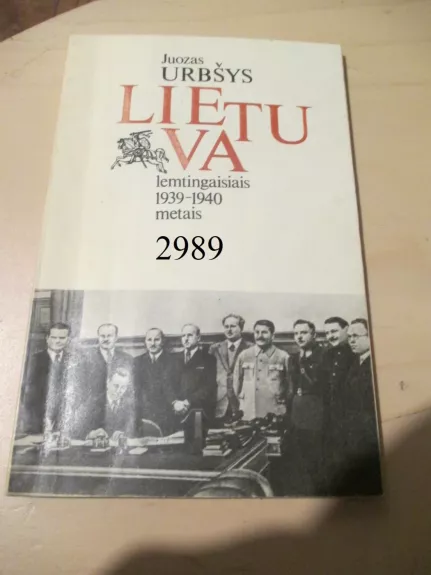 Juozas
URBŠYS
LIETU
VA
lemtingaisiais
1939-1940
metais
2989